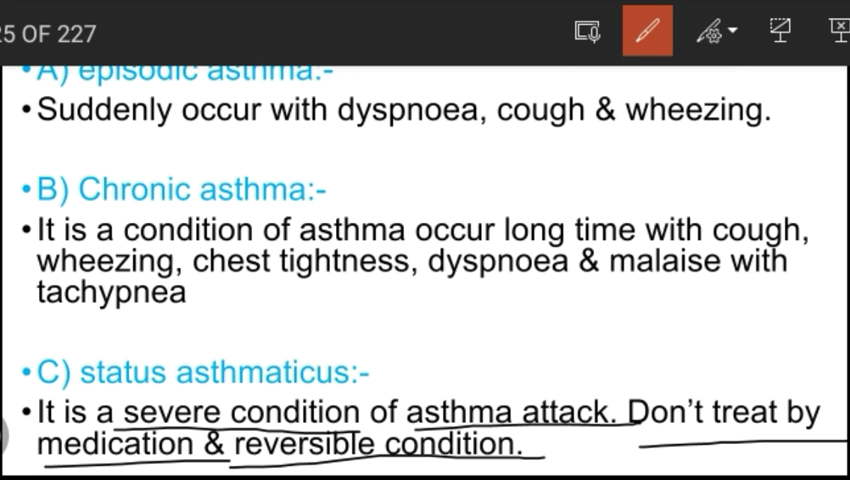 25 OF 227
•A) episodic asthma:-
•Suddenly occur with dyspnoea, cough & wheezing.
•B) Chronic asthma:-
•It is a condition of asthma occur long time with cough,
wheezing, chest tightness, dyspnoea & malaise with
tachypnea
•C) status asthmaticus:-
•It is a severe condition of asthma attack. Don't treat by
medication & reversible condition.